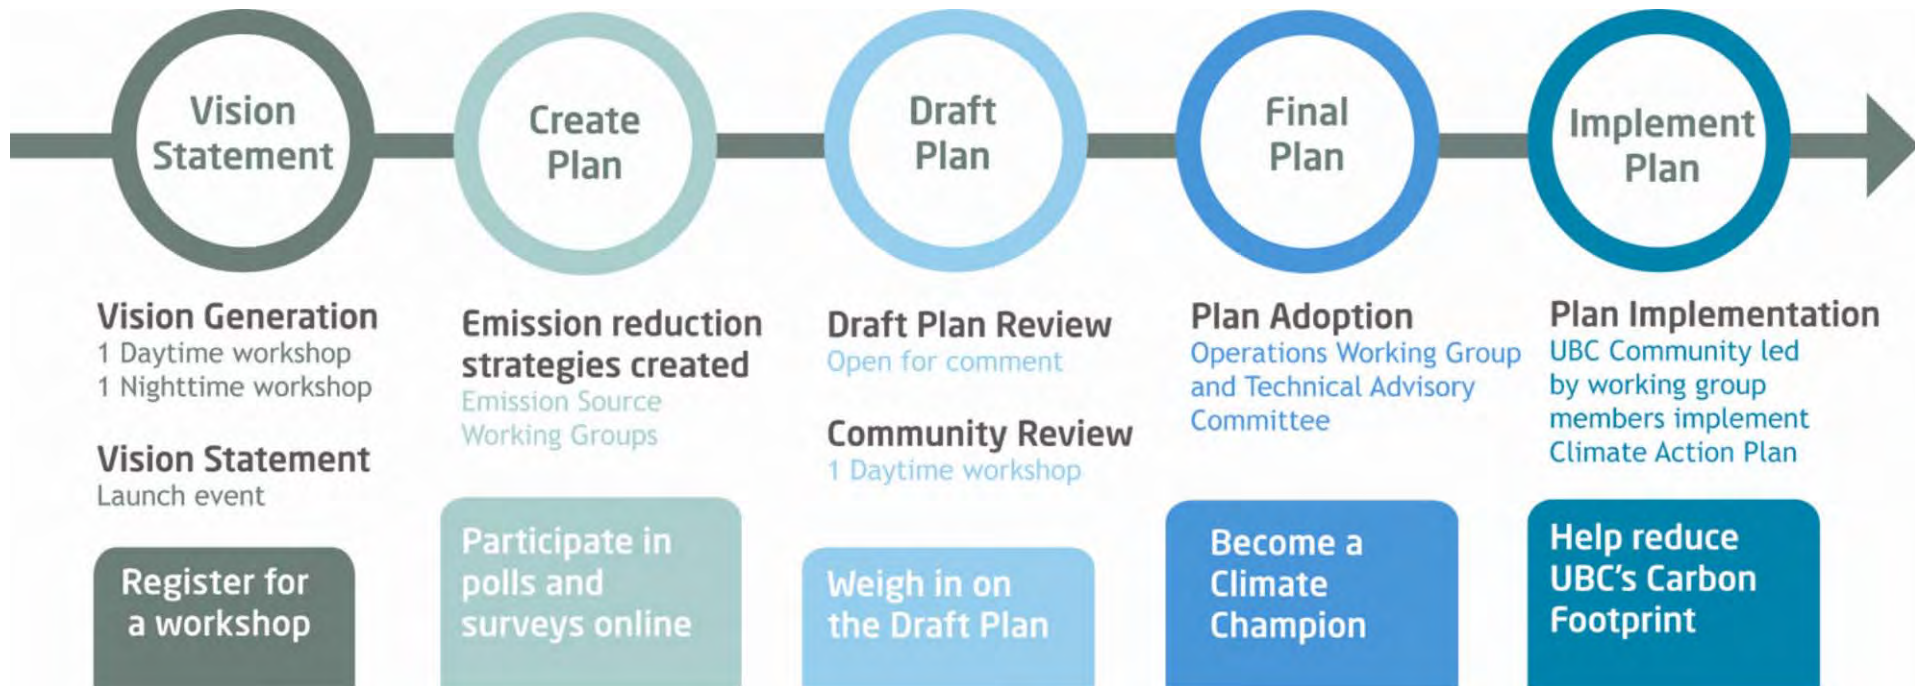 Vision
Statement
Create
Plan
Draft
Plan
Final
Plan
Implement
Plan
Vision Generation
1 Daytime workshop
1 Nighttime workshop
Vision Statement
Launch event
Register for
a workshop
Emission reduction
strategies created
Emission Source
Working Groups
Participate in
polls and
surveys online
Draft Plan Review
Open for comment
Community Review
1 Daytime workshop
Weigh in on
the Draft Plan
Plan Adoption
Operations Working Group
and Technical Advisory
Committee
Become a
Climate
Champion
Plan Implementation
UBC Community led
by working group
members implement
Climate Action Plan
Help reduce
UBC's Carbon
Footprint